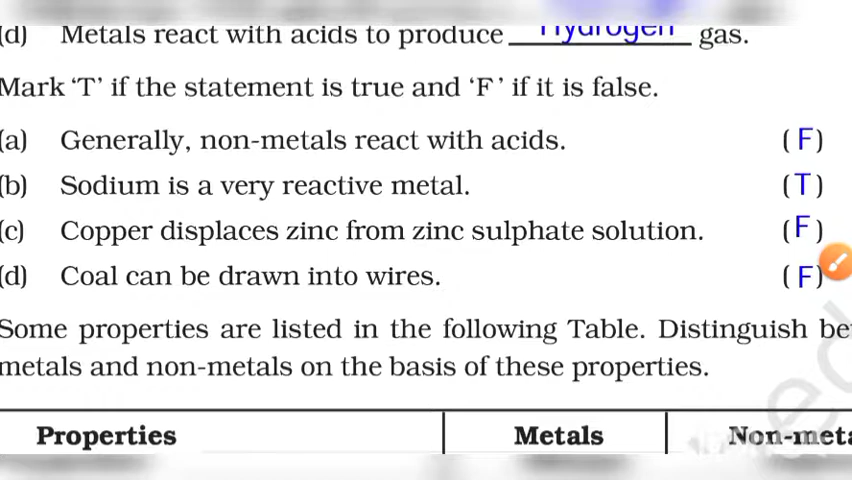 (d) Metals react with acids to produce Hydrogen gas.
Mark ‘T’ if the statement is true and ‘F’ if it is false.
(a) Generally, non-metals react with acids. (F)
(b) Sodium is a very reactive metal. (T)
(c) Copper displaces zinc from zinc sulphate solution. (F)
(d) Coal can be drawn into wires. (F)
Some properties are listed in the following Table. Distinguish
metals and non-metals on the basis of these properties.
Properties Metals Non-meta